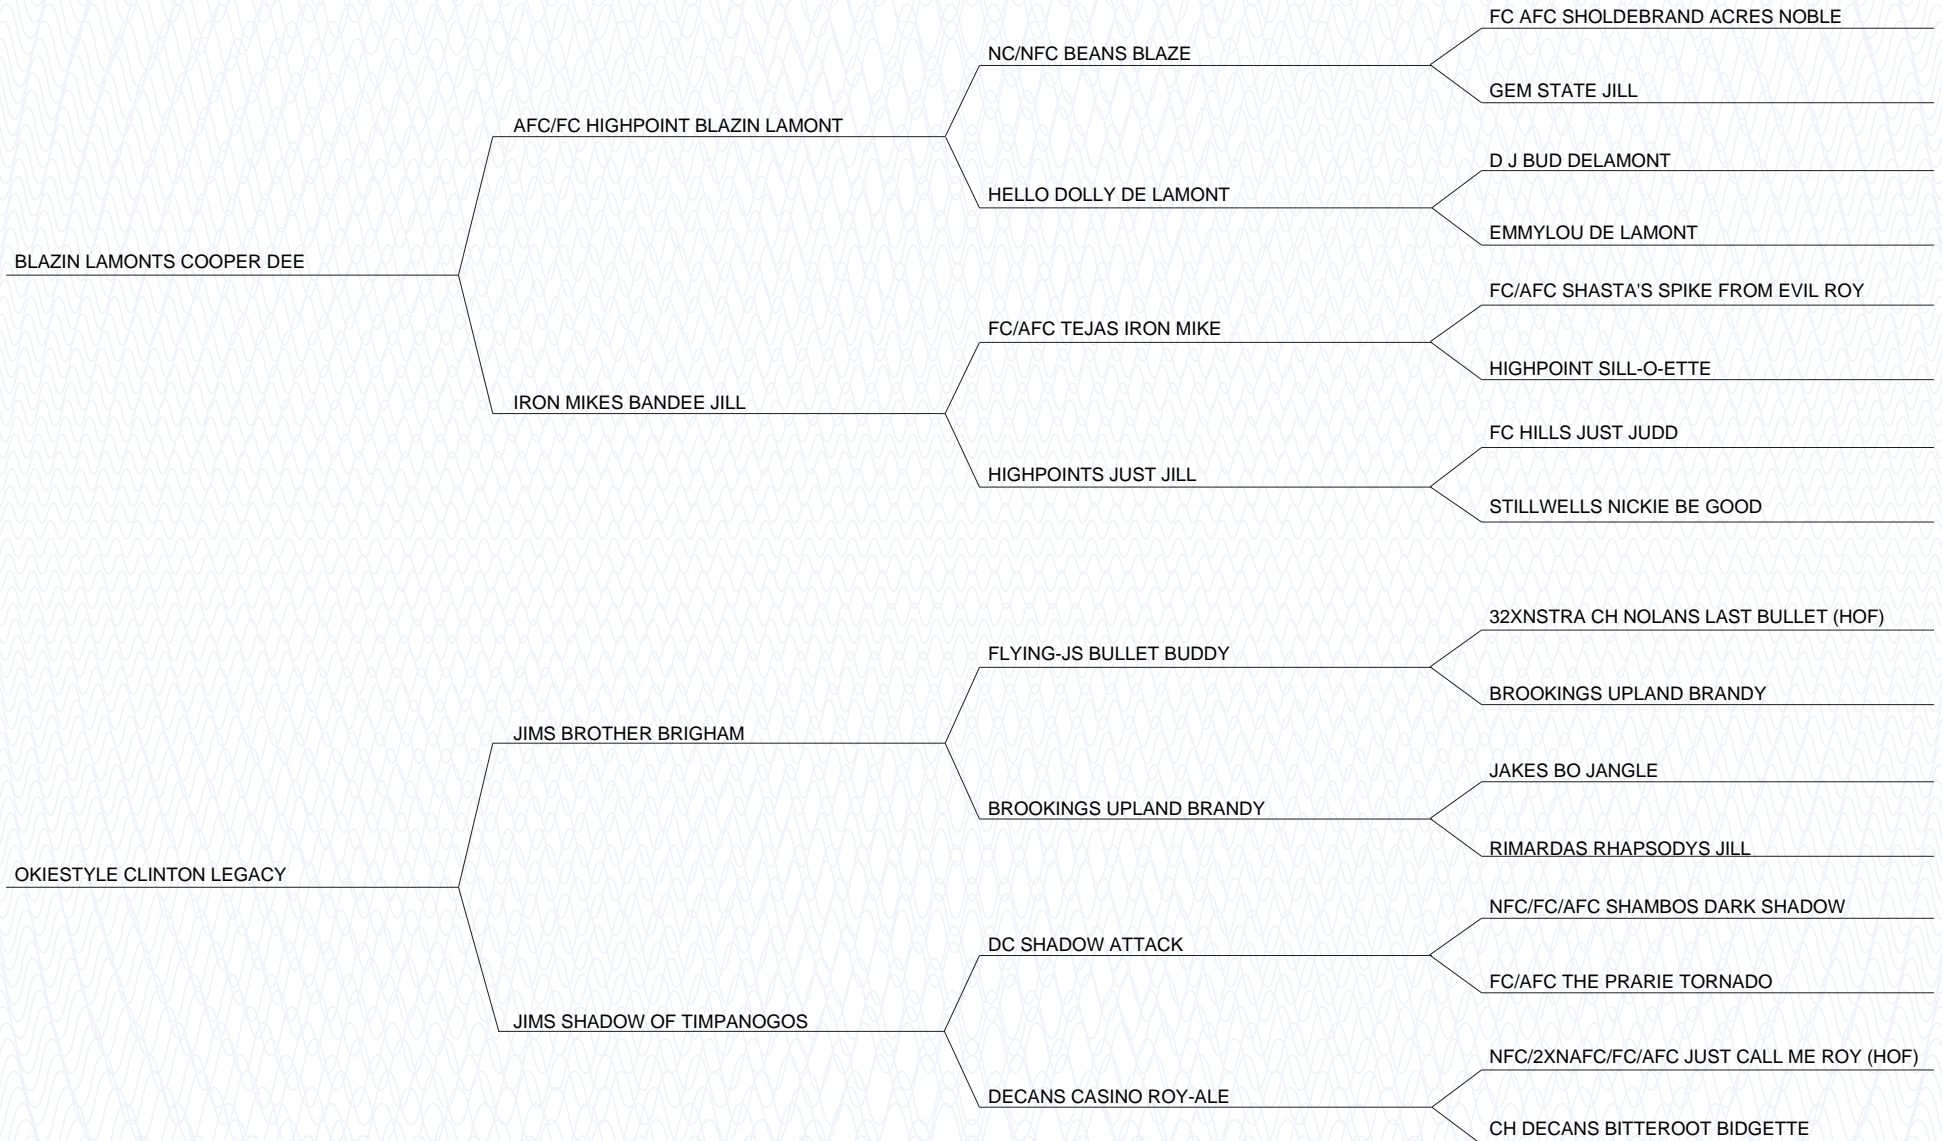 BLAZIN LAMONTS COOPER DEE
AFC/FC HIGHPOINT BLAZIN LAMONT
NC/NFC BEANS BLAZE
FC AFC SHOLDEBRAND ACRES NOBLE
GEM STATE JILL
HELLO DOLLY DE LAMONT
D J BUD DELAMONT
EMMYLOU DE LAMONT
IRON MIKES BANDEE JILL
FC/AFC TEJAS IRON MIKE
FC/AFC SHASTA'S SPIKE FROM EVIL ROY
HIGHPOINT SILL-O-ETTE
HIGHPOINTS JUST JILL
FC HILLS JUST JUDD
STILLWELLS NICKIE BE GOOD
OKIESTYLE CLINTON LEGACY
JIMS BROTHER BRIGHAM
FLYING-JS BULLET BUDDY
32XNSTRA CH NOLANS LAST BULLET (HOF)
BROOKINGS UPLAND BRANDY
BROOKINGS UPLAND BRANDY
JAKES BO JANGLE
RIMARDAS RHAPSODYS JILL
JIMS SHADOW OF TIMPANOGOS
DC SHADOW ATTACK
NFC/FC/AFC SHAMBOS DARK SHADOW
FC/AFC THE PRARIE TORNADO
DECANS CASINO ROY-ALE
NFC/2XNAFC/FC/AFC JUST CALL ME ROY (HOF)
CH DECANS BITTEROOT BIDGETTE